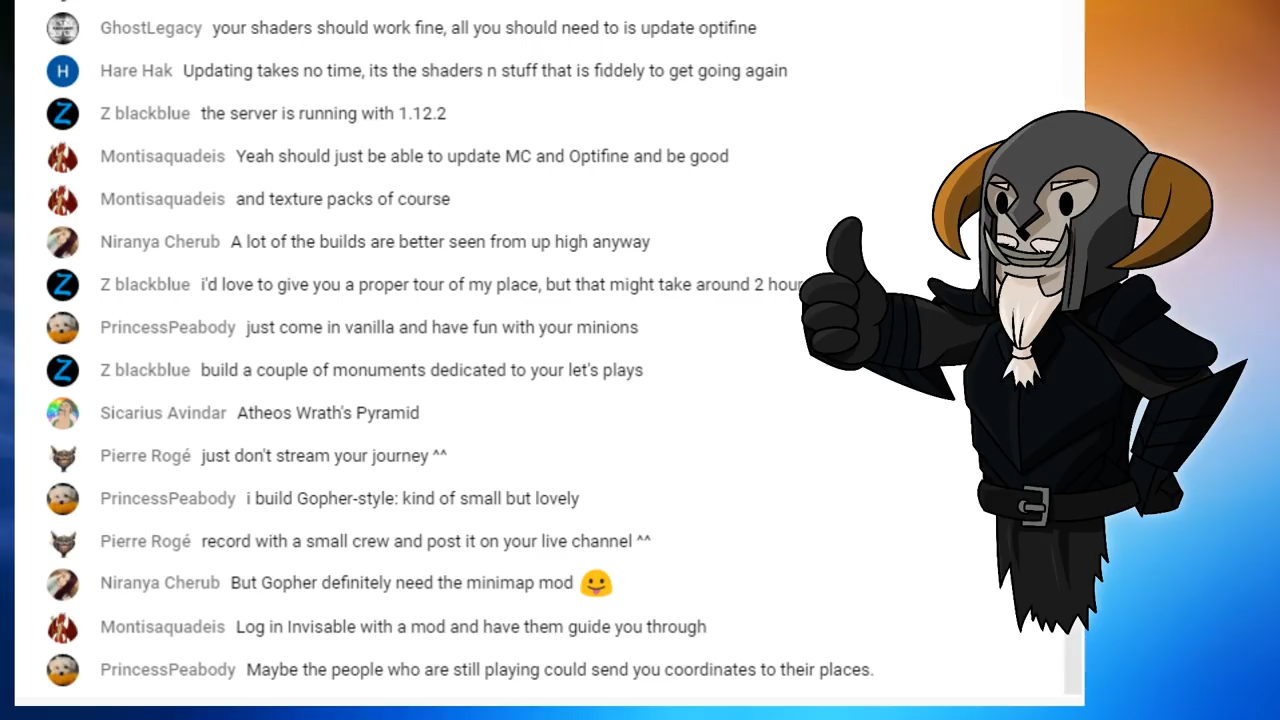 GhostLegacy your shaders should work fine, all you should need to is update optifine
H Hare Hak Updating takes no time, its the shaders n stuff that is fiddely to get going again
Z Z blackblue the server is running with 1.12.2
Montisaquadeis Yeah should just be able to update MC and Optifine and be good
Montisaquadeis and texture packs of course
Niranya Cherub A lot of the builds are better seen from up high anyway
Z Z blackblue i'd love to give you a proper tour of my place, but that might take around 2
PrincessPeabody just come in vanilla and have fun with your minions
Z Z blackblue build a couple of monuments dedicated to your let's plays
Sicarius Avindar Atheos Wrath's Pyramid
Pierre Rogé just don't stream your journey ^^
PrincessPeabody i build Gopher-style: kind of small but lovely
Pierre Rogé record with a small crew and post it on your live channel ^^
Niranya Cherub But Gopher definitely need the minimap mod 😛
Montisaquadeis Log in Invisable with a mod and have them guide you through
PrincessPeabody Maybe the people who are still playing could send you coordinates to their places.